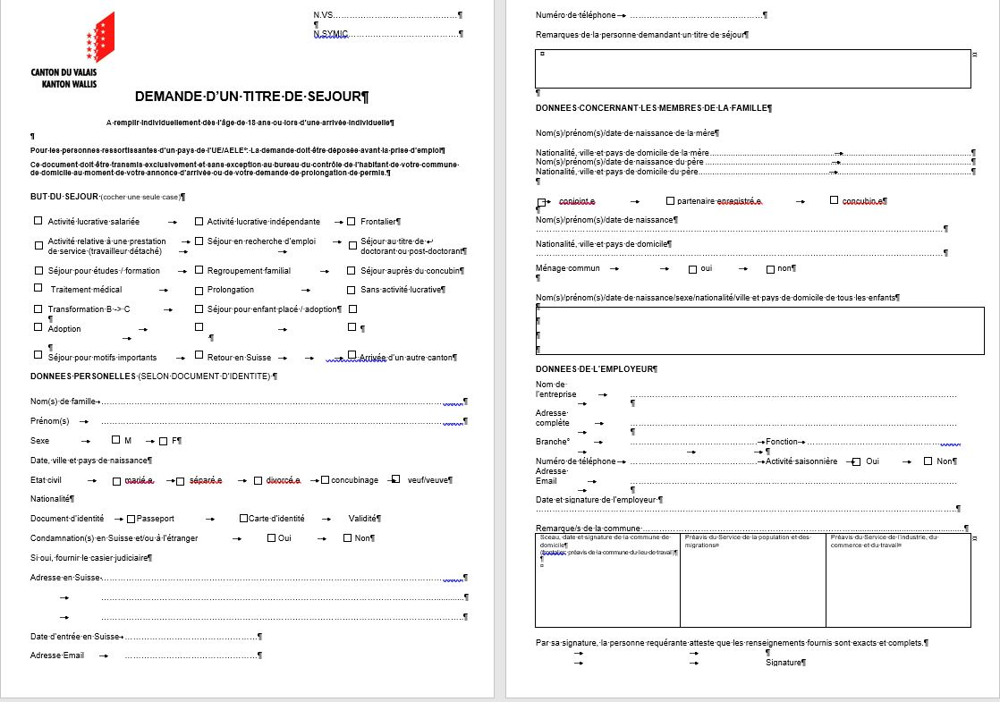 N.VS.......................................................¶
¶
N.SYMIC................................................¶
CANTON DU VALAIS
KANTON WALLIS
DEMANDE·D'UN·TITRE·DE·SEJOUR¶
A·remplir·individuellement·dès·l'âge·de·18·ans·ou·lors·d'une·arrivée·individuelle¶
¶
Pour·les·personnes·ressortissantes·d'un·pays·de·l'UE/AELE°:·La·demande·doit·être·déposée·avant·la·prise·d'emploi¶
Ce·document·doit·être·transmis·exclusivement·et·sans·exception·au·bureau·du·contrôle·de·l'habitant·de·votre·commune·
de·domicile·au·moment·de·votre·annonce·d'arrivée·ou·de·votre·demande·de·prolongation·de·permis.¶
BUT·DU·SEJOUR·(cocher·une·seule·case)¶
Activité·lucrative·salariée → Activité·lucrative·indépendante → Frontalier¶
Activité·relative·à·une·prestation → Séjour·en·recherche·d'emploi → Séjour·au·titre·de·↵
de·service·(travailleur·détaché) → → doctorant·ou·post-doctorant¶
Séjour·pour·études·/·formation → Regroupement·familial → Séjour·auprès·du·concubin¶
Traitement·médical → Prolongation → Sans·activité·lucrative¶
Transformation·B·->·C → Séjour·pour·enfant·placé·/·adoption¶
¶
Adoption → ¶
→ ·¶
¶
Séjour·pour·motifs·importants → Retour·en·Suisse → → → Arrivée·d'un·autre·canton¶
DONNEES·PERSONELLES·(SELON·DOCUMENT·D'IDENTITE)·¶
Nom(s)·de·famille→..............................................................¶
Prénom(s) → ..............................................................¶
Sexe → M → F¶
Date,·ville·et·pays·de·naissance¶
Etat·civil → marié.e → séparé.e → divorcé.e → concubinage → veuf/veuve¶
Nationalité¶
Document·d'identité → Passeport → Carte·d'identité → Validité¶
Condamnation(s)·en·Suisse·et/ou·à·l'étranger → Oui → Non¶
Si·oui,·fournir·le·casier·judiciaire¶
Adresse·en·Suisse·..............................................................¶
→ ..............................................................¶
→ ..............................................................¶
Date·d'entrée·en·Suisse→........................................¶
Adresse·Email → ........................................¶
Numéro·de·téléphone→ ........................................¶
Remarques·de·la·personne·demandant·un·titre·de·séjour¶
¤ ¤
¶
DONNEES·CONCERNANT·LES·MEMBRES·DE·LA·FAMILLE¶
Nom(s)/prénom(s)/date·de·naissance·de·la·mère¶
Nationalité,·ville·et·pays·de·domicile·de·la·mère..............................→..............................¶
Nom(s)/prénom(s)/date·de·naissance·du·père..............................→..............................¶
Nationalité,·ville·et·pays·de·domicile·du·père..............................→..............................¶
¶
→ conjoint.e → partenaire·enregistré.e → concubin.e¶
¶
Nom(s)/prénom(s)/date·de·naissance¶
..............................................................¶
Nationalité,·ville·et·pays·de·domicile¶
..............................................................¶
Ménage·commun → → oui → non¶
¶
Nom(s)/prénom(s)/date·de·naissance/sexe/nationalité/ville·et·pays·de·domicile·de·tous·les·enfants¶
¶
¶
¶
¶
DONNEES·DE·L'EMPLOYEUR¶
Nom·de·
l'entreprise → ..............................................................
→ ¶
Adresse·
complète → ..............................................................
→ ¶
Branche° → ..............................→Fonction→..............................
→ → →¶
Numéro·de·téléphone→ ..............................→Activité·saisonnière → Oui → Non¶
Adresse·
Email → ..............................................................
→ ¶
Date·et·signature·de·l'employeur¶
..............................................................¶
Remarque/s·de·la·commune..............................................................¶
Sceau,·date·et·signature·de·la·commune·de· Préavis·du·Service·de·la·population·et·des· Préavis·du·Service·de·l'industrie,·du· ¤
domicile¶ migrations¤ commerce·et·du·travail¤
(frontalier:·préavis·de·la·commune·du·lieu·de·travail)¶
¶
¤
Par·sa·signature,·la·personne·requérante·atteste·que·les·renseignements·fournis·sont·exacts·et·complets.¶
→ → ¶
→ → Signature¶